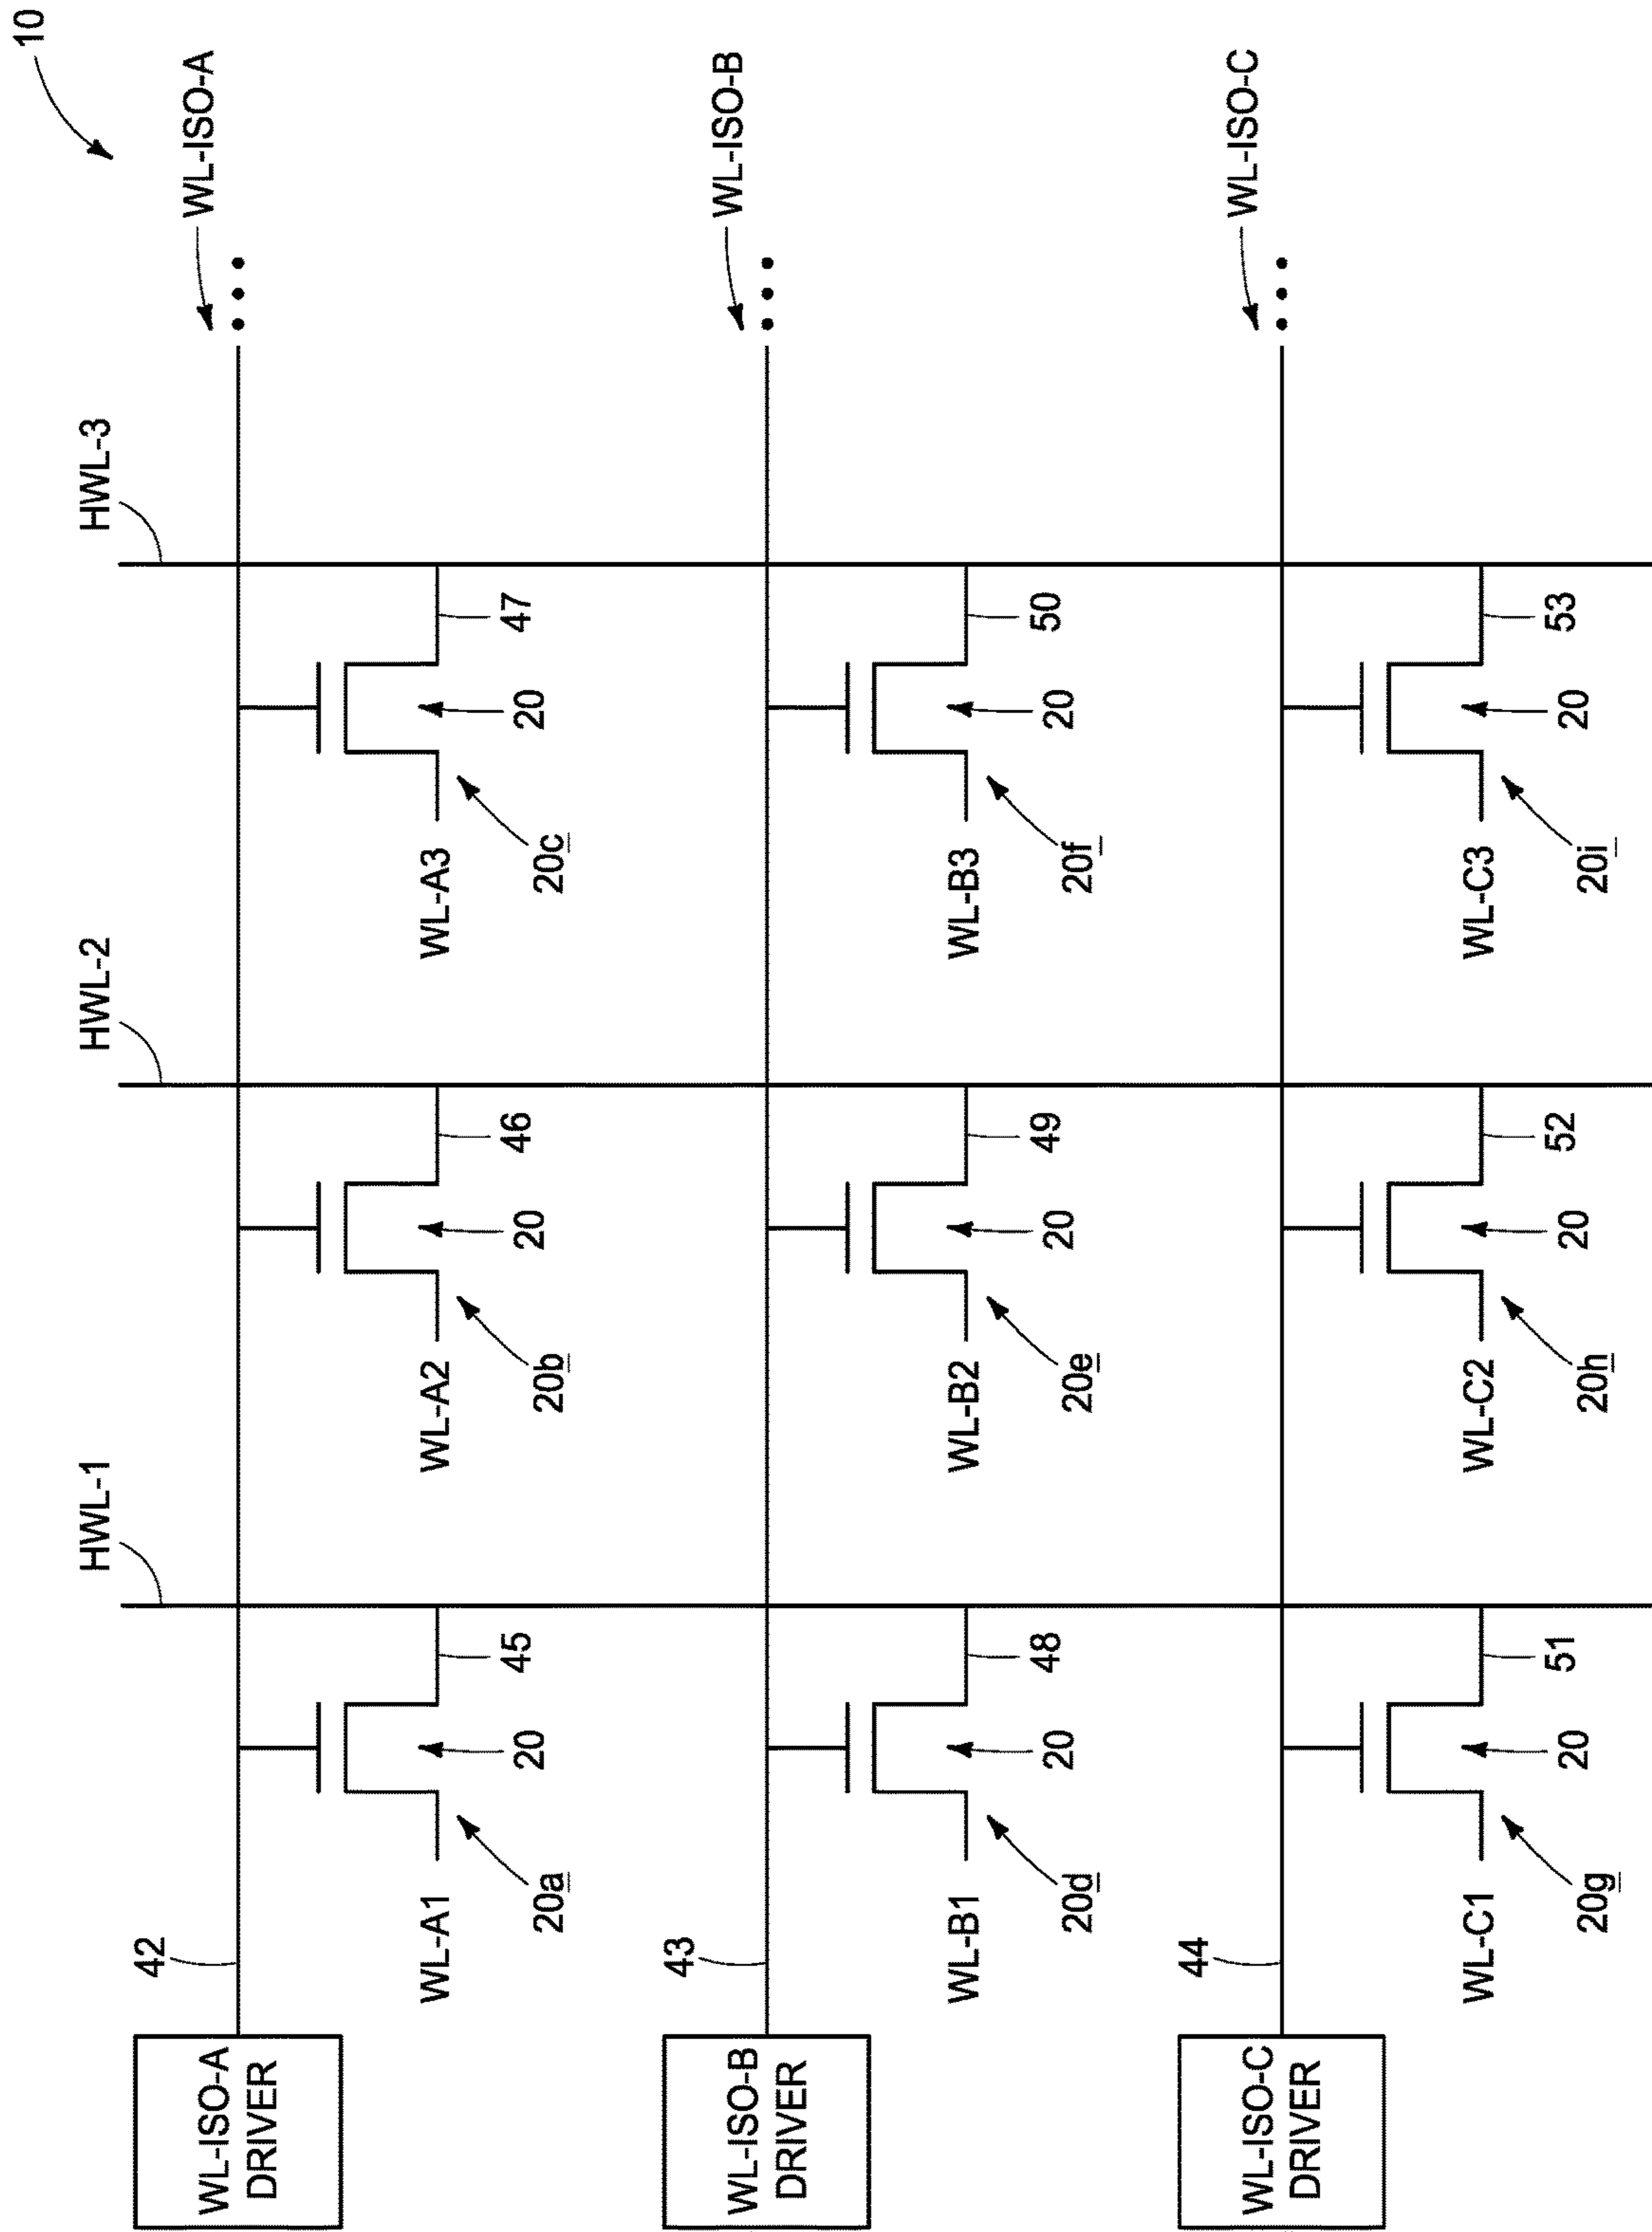 10
HWL-1
HWL-2
HWL-3
WL-ISO-A
DRIVER
42
WL-ISO-A
WL-A1
20a
20
45
WL-A2
20b
20
46
WL-A3
20c
20
47
WL-ISO-B
DRIVER
43
WL-ISO-B
WL-B1
20d
20
48
WL-B2
20e
20
49
WL-B3
20f
20
50
WL-ISO-C
DRIVER
44
WL-ISO-C
WL-C1
20g
20
51
WL-C2
20h
20
52
WL-C3
20i
20
53